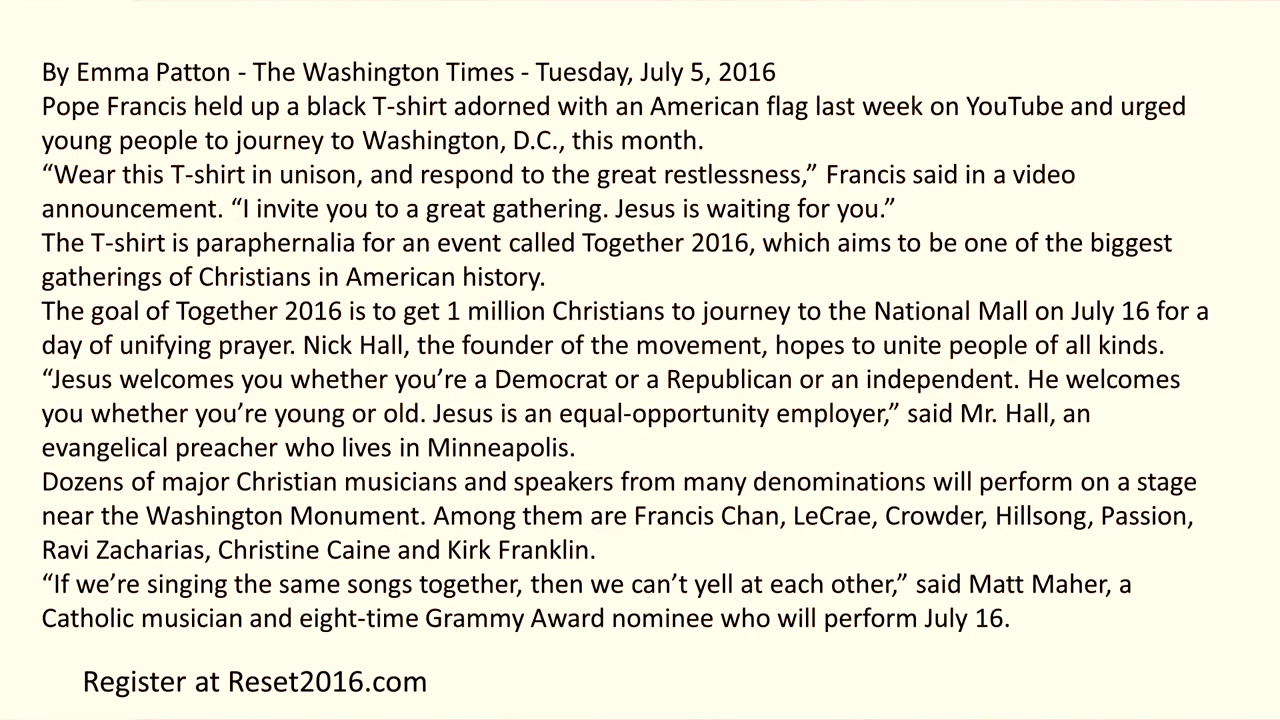 By Emma Patton - The Washington Times - Tuesday, July 5, 2016
Pope Francis held up a black T-shirt adorned with an American flag last week on YouTube and urged
young people to journey to Washington, D.C., this month.
“Wear this T-shirt in unison, and respond to the great restlessness,” Francis said in a video
announcement. “I invite you to a great gathering. Jesus is waiting for you.”
The T-shirt is paraphernalia for an event called Together 2016, which aims to be one of the biggest
gatherings of Christians in American history.
The goal of Together 2016 is to get 1 million Christians to journey to the National Mall on July 16 for a
day of unifying prayer. Nick Hall, the founder of the movement, hopes to unite people of all kinds.
“Jesus welcomes you whether you’re a Democrat or a Republican or an independent. He welcomes
you whether you’re young or old. Jesus is an equal-opportunity employer,” said Mr. Hall, an
evangelical preacher who lives in Minneapolis.
Dozens of major Christian musicians and speakers from many denominations will perform on a stage
near the Washington Monument. Among them are Francis Chan, LeCrae, Crowder, Hillsong, Passion,
Ravi Zacharias, Christine Caine and Kirk Franklin.
“If we’re singing the same songs together, then we can’t yell at each other,” said Matt Maher, a
Catholic musician and eight-time Grammy Award nominee who will perform July 16.
Register at Reset2016.com